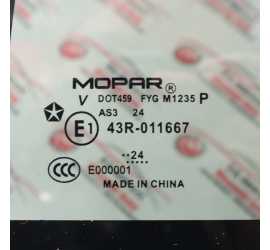 MOPAR®
V DOT459 FYG M1235 P
AS3 24
E1 43R-011667
..24
CCC E000001
MADE IN CHINA